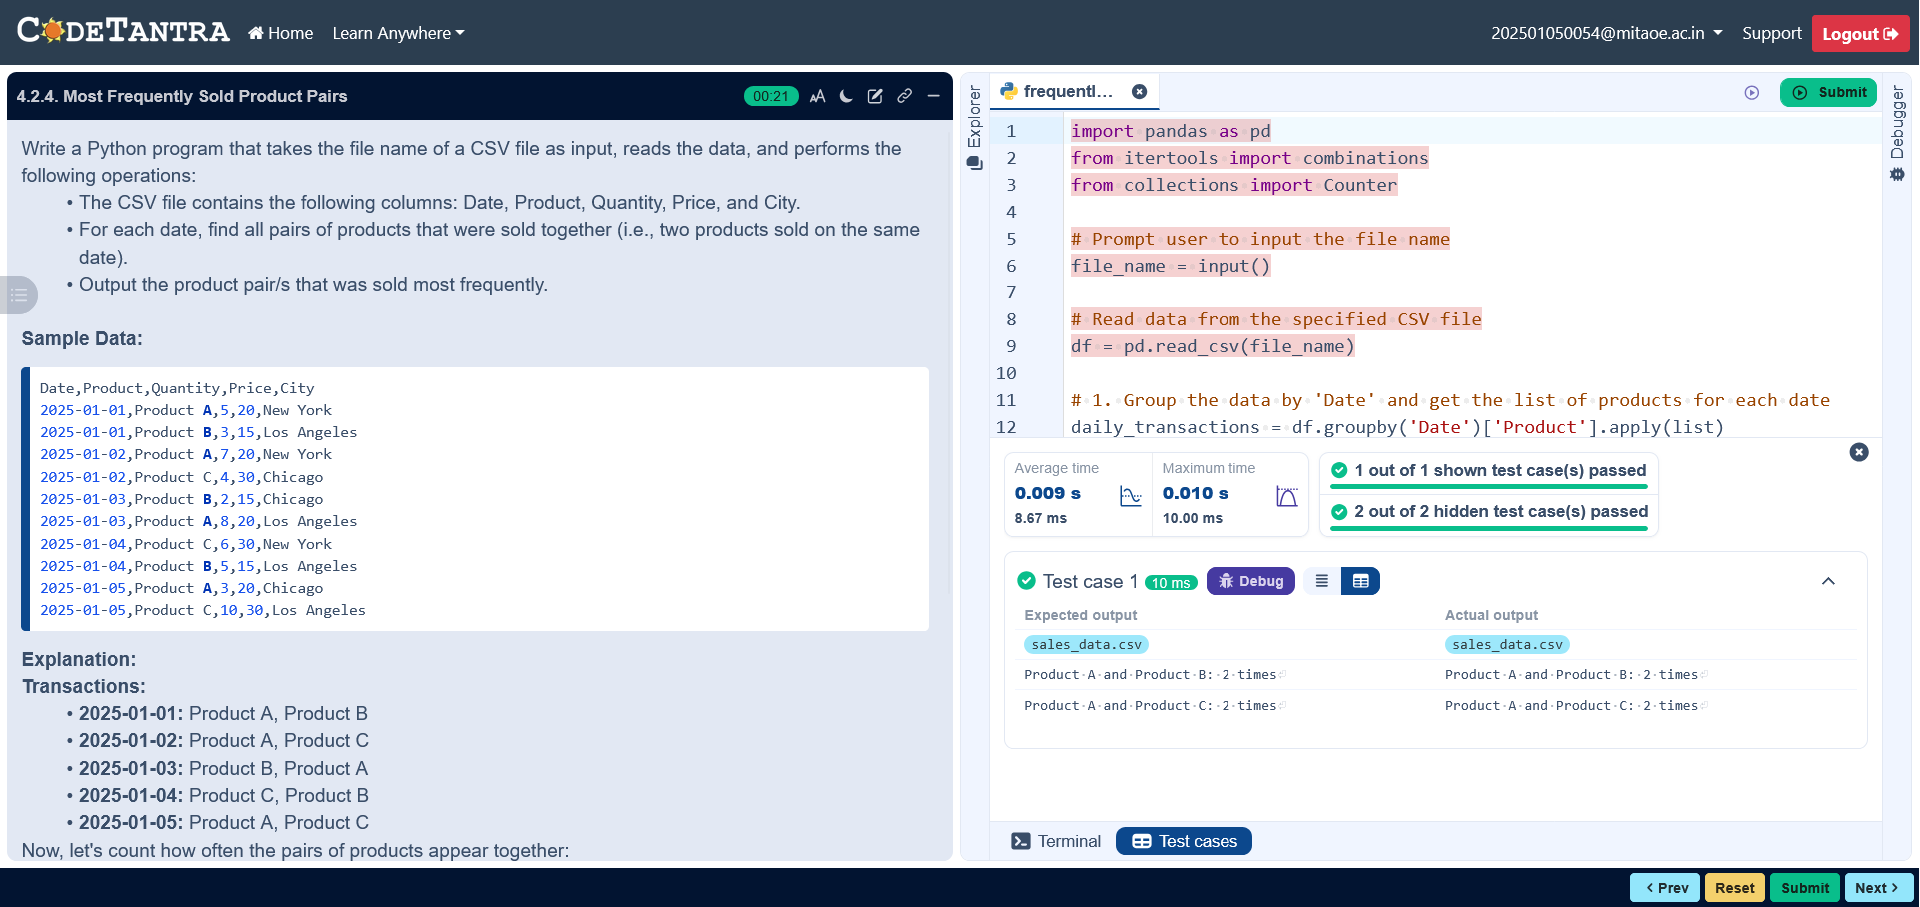 CODETANTRA Home Learn Anywhere 202501050054@mitaoe.ac.in Support Logout
4.2.4. Most Frequently Sold Product Pairs 00:21
Write a Python program that takes the file name of a CSV file as input, reads the data, and performs the
following operations:
• The CSV file contains the following columns: Date, Product, Quantity, Price, and City.
• For each date, find all pairs of products that were sold together (i.e., two products sold on the same
date).
• Output the product pair/s that was sold most frequently.
Sample Data:
Date,Product,Quantity,Price,City
2025-01-01,Product A,5,20,New York
2025-01-01,Product B,3,15,Los Angeles
2025-01-02,Product A,7,20,New York
2025-01-02,Product C,4,30,Chicago
2025-01-03,Product B,2,15,Chicago
2025-01-03,Product A,8,20,Los Angeles
2025-01-04,Product C,6,30,New York
2025-01-04,Product B,5,15,Los Angeles
2025-01-05,Product A,3,20,Chicago
2025-01-05,Product C,10,30,Los Angeles
Explanation:
Transactions:
• 2025-01-01: Product A, Product B
• 2025-01-02: Product A, Product C
• 2025-01-03: Product B, Product A
• 2025-01-04: Product C, Product B
• 2025-01-05: Product A, Product C
Now, let's count how often the pairs of products appear together:
Explorer
frequentl...
Submit
Debugger
1 import pandas as pd
2 from itertools import combinations
3 from collections import Counter
4
5 # Prompt user to input the file name
6 file_name = input()
7
8 # Read data from the specified CSV file
9 df = pd.read_csv(file_name)
10
11 # 1. Group the data by 'Date' and get the list of products for each date
12 daily_transactions = df.groupby('Date')['Product'].apply(list)
Average time
0.009 s
8.67 ms
Maximum time
0.010 s
10.00 ms
1 out of 1 shown test case(s) passed
2 out of 2 hidden test case(s) passed
Test case 1 10 ms Debug
Expected output Actual output
sales_data.csv sales_data.csv
Product A and Product B: 2 times Product A and Product B: 2 times
Product A and Product C: 2 times Product A and Product C: 2 times
Terminal Test cases
Prev Reset Submit Next